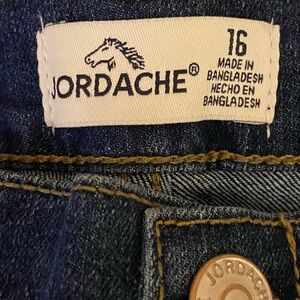 JORDACHE®
16
MADE IN
BANGLADESH
HECHO EN
BANGLADESH
JORDACHE